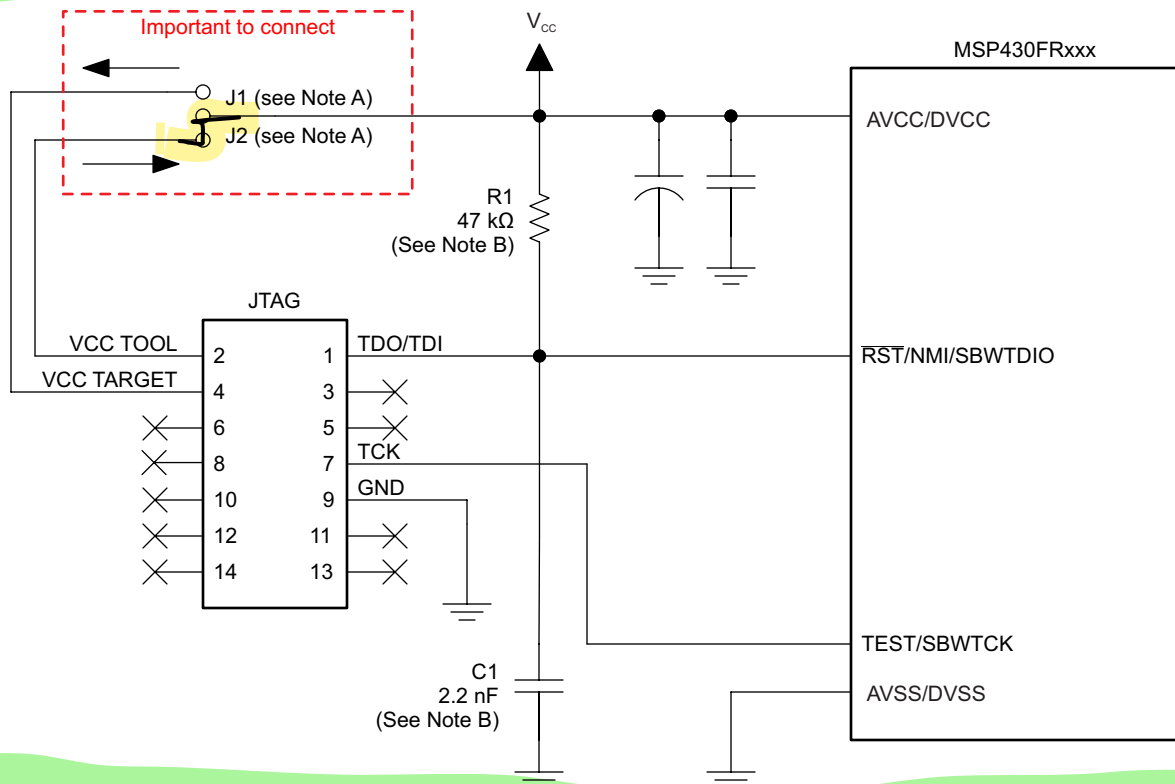 Important to connect
V_CC
MSP430FRxxx
J1 (see Note A)
J2 (see Note A)
AVCC/DVCC
R1
47 kΩ
(See Note B)
JTAG
VCC TOOL
2
1
TDO/TDI
RST/NMI/SBWTDIO
VCC TARGET
4
3
6
5
8
7
TCK
10
9
GND
12
11
14
13
TEST/SBWTCK
C1
2.2 nF
(See Note B)
AVSS/DVSS